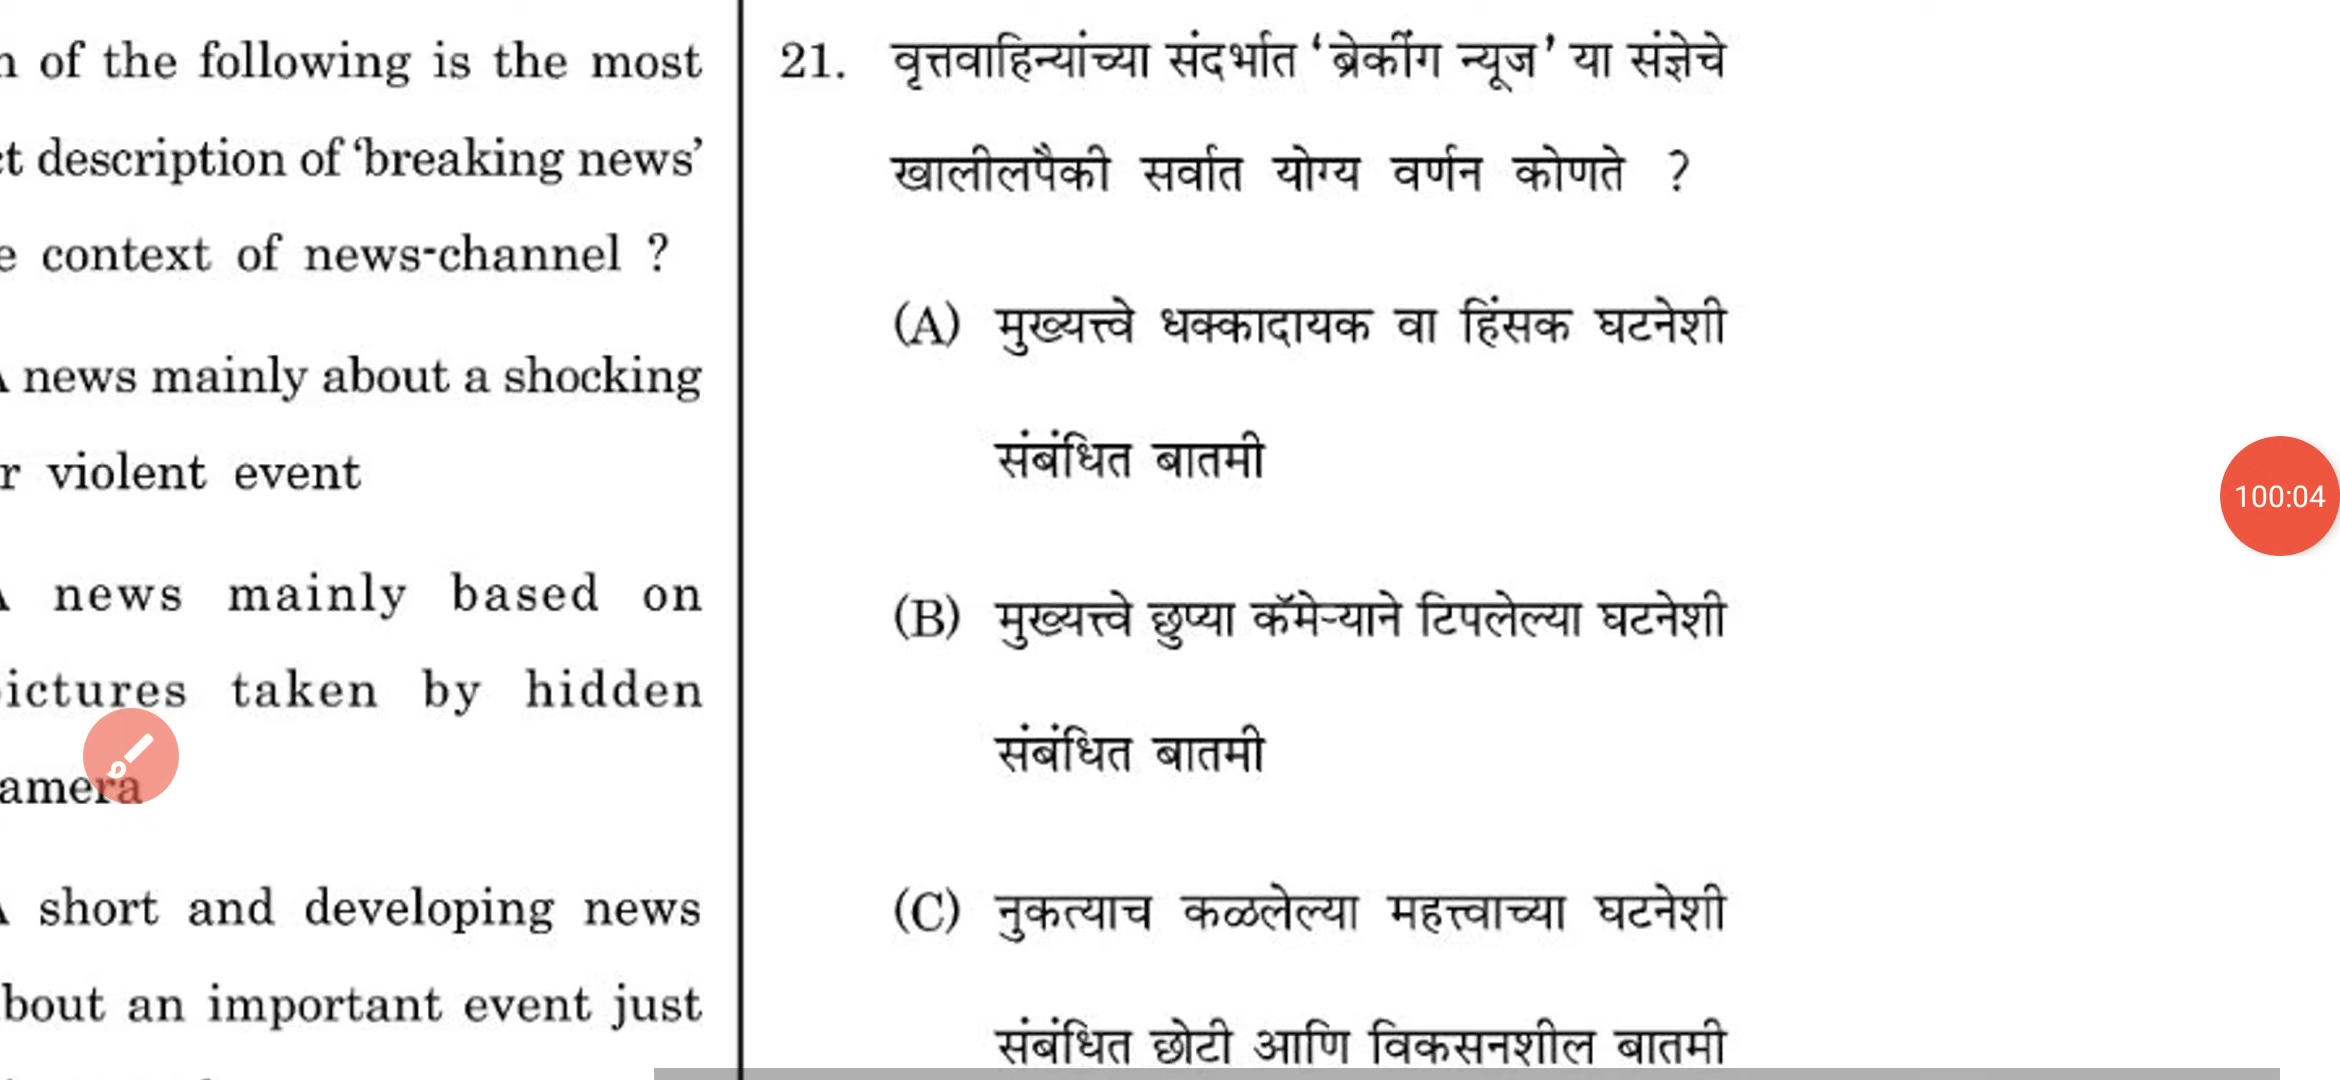 of the following is the most
description of ‘breaking news’
context of news-channel ?
news mainly about a shocking
violent event
news mainly based on
taken by hidden
short and developing news
an important event just
21. वृत्तवाहिन्यांच्या संदर्भात ‘ब्रेकींग न्यूज’ या संज्ञेचे
खालीलपैकी सर्वात योग्य वर्णन कोणते ?
(A) मुख्यत्त्वे धक्कादायक वा हिंसक घटनेशी
संबंधित बातमी
(B) मुख्यत्त्वे छुप्या कॅमेऱ्याने टिपलेल्या घटनेशी
संबंधित बातमी
(C) नुकत्याच कळलेल्या महत्त्वाच्या घटनेशी
संबंधित छोटी आणि विकसनशील बातमी
100:04